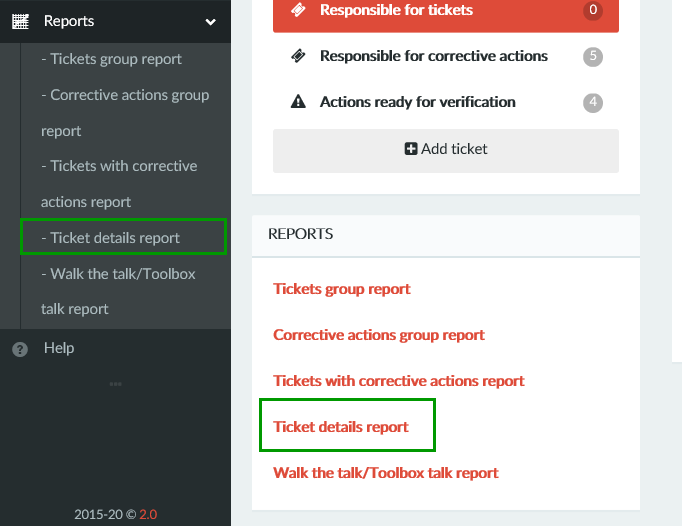 Reports
- Tickets group report
- Corrective actions group
report
- Tickets with corrective
actions report
- Ticket details report
- Walk the talk/Toolbox
talk report
Help
2015-20 © 2.0
Responsible for tickets 0
Responsible for corrective actions 5
Actions ready for verification 4
Add ticket
REPORTS
Tickets group report
Corrective actions group report
Tickets with corrective actions report
Ticket details report
Walk the talk/Toolbox talk report